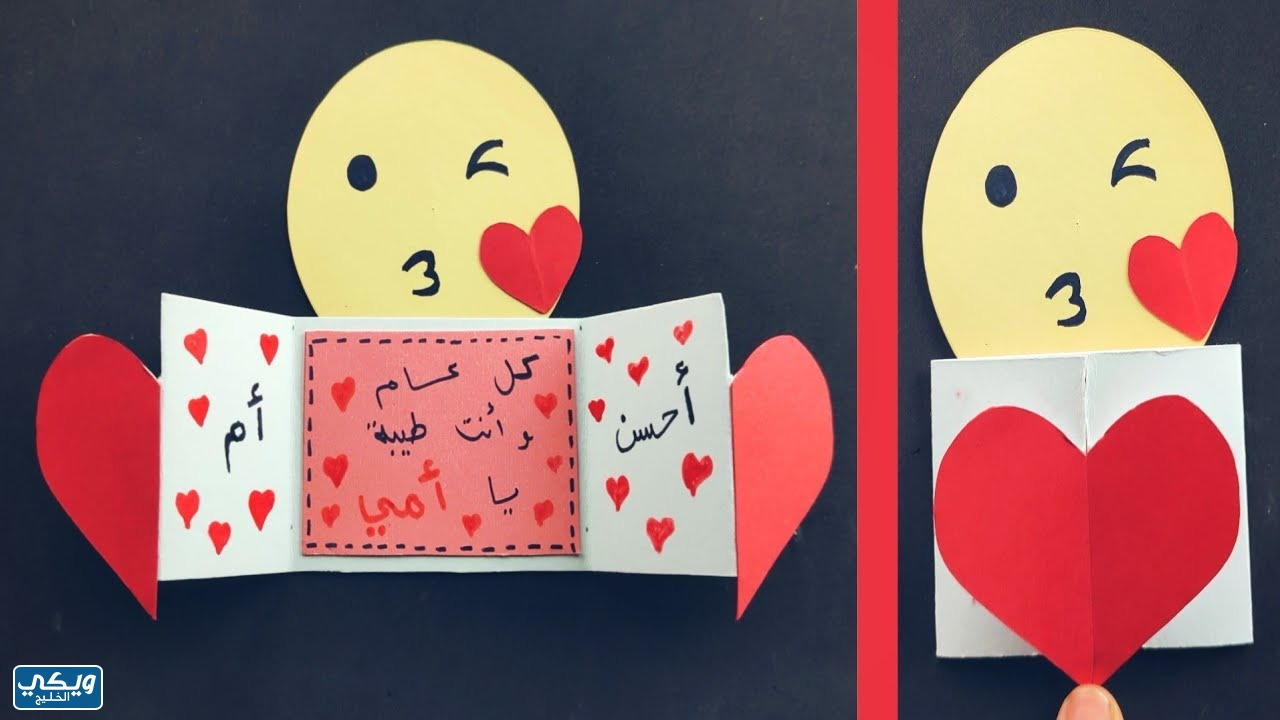 أحسن
أم
كل عام
وأنت طيبة
يا أمي
ويكي
الخليج